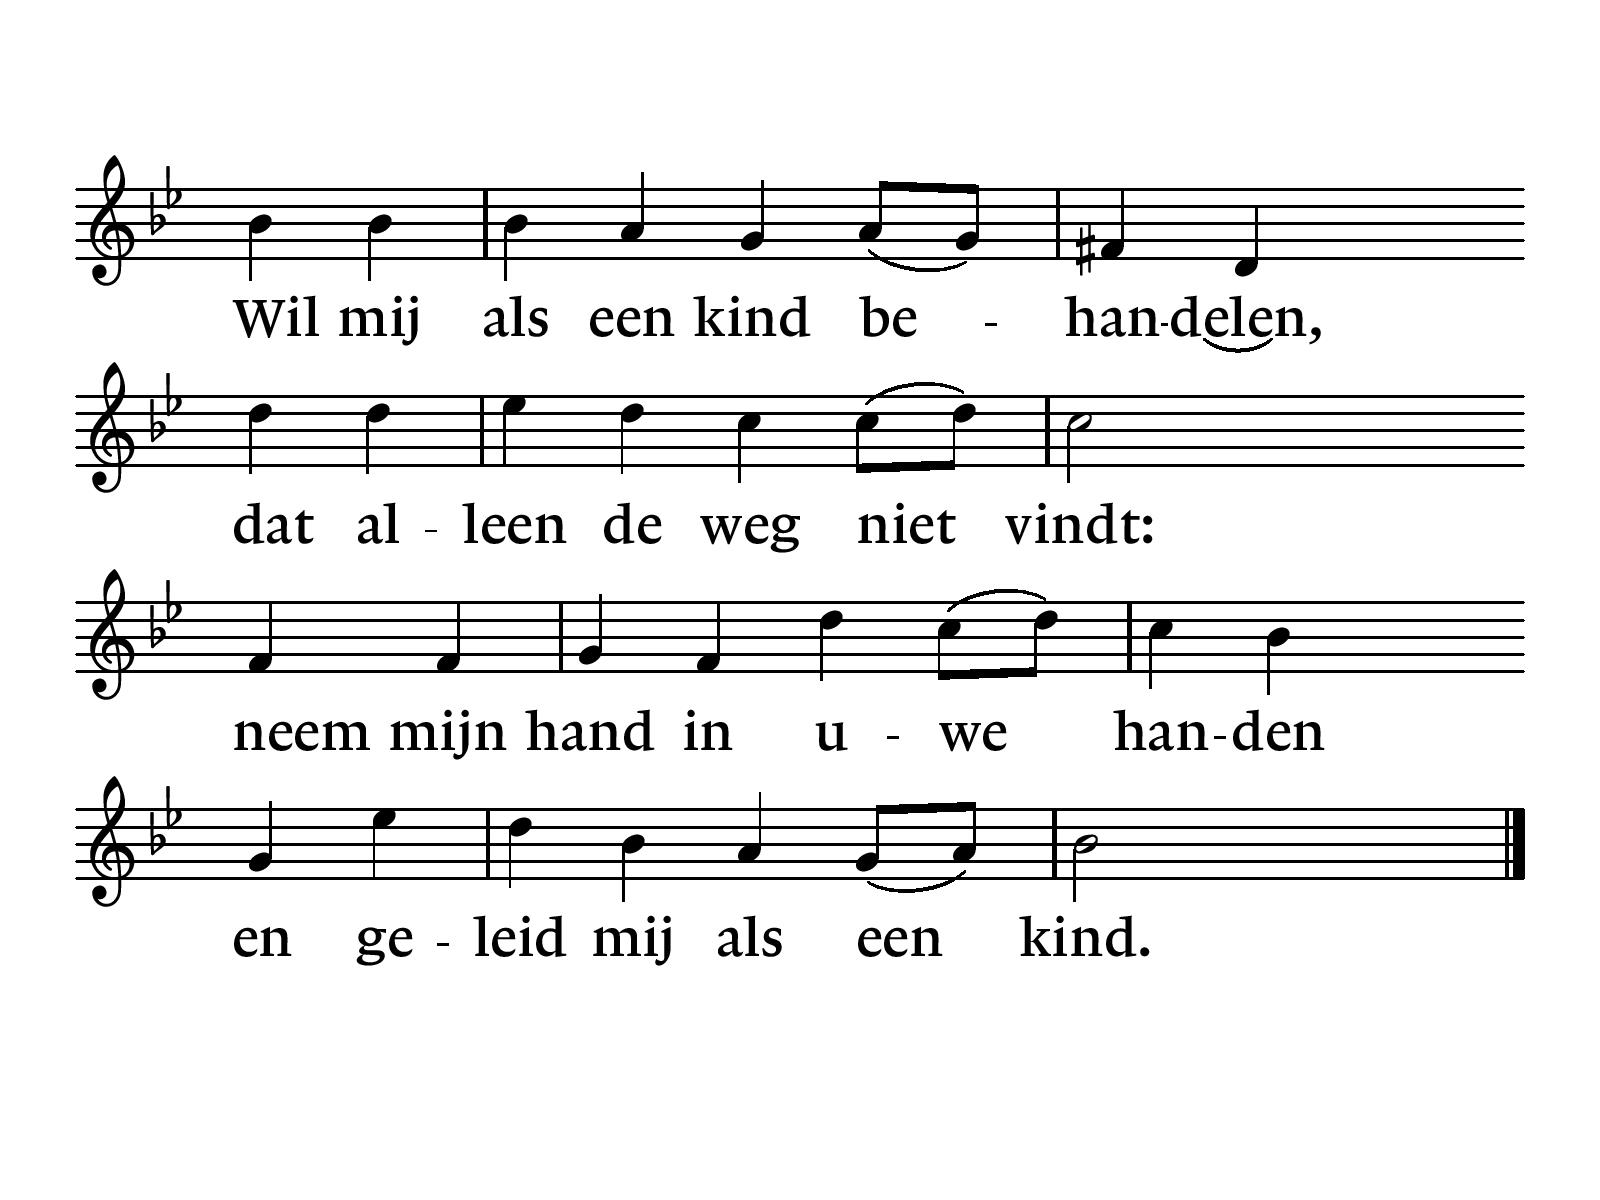 Wil mij als een kind be - han-delen,
dat al - leen de weg niet vindt:
neem mijn hand in u - we han-den
en ge - leid mij als een kind.